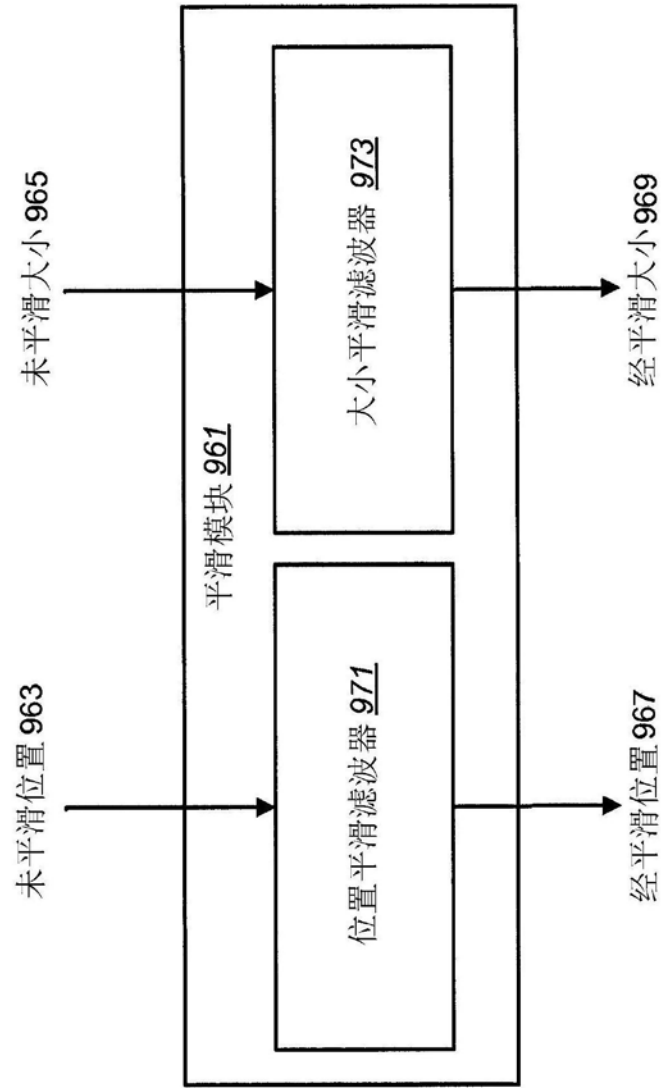 未平滑位置 963
未平滑大小 965
平滑模块 961
位置平滑滤波器 971
大小平滑滤波器 973
经平滑位置 967
经平滑大小 969